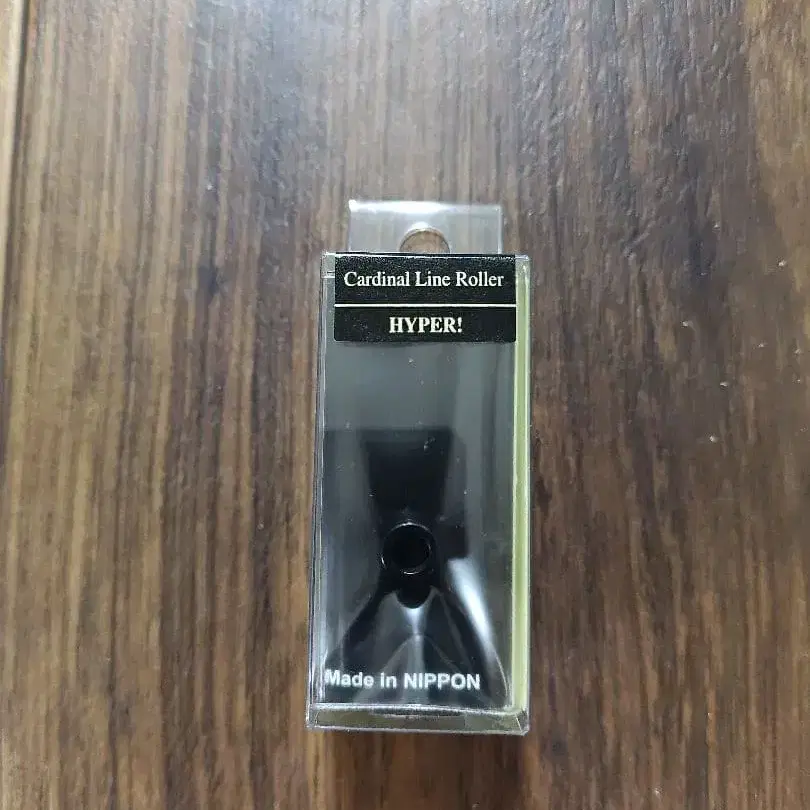 Cardinal Line Roller
HYPER!
Made in NIPPON